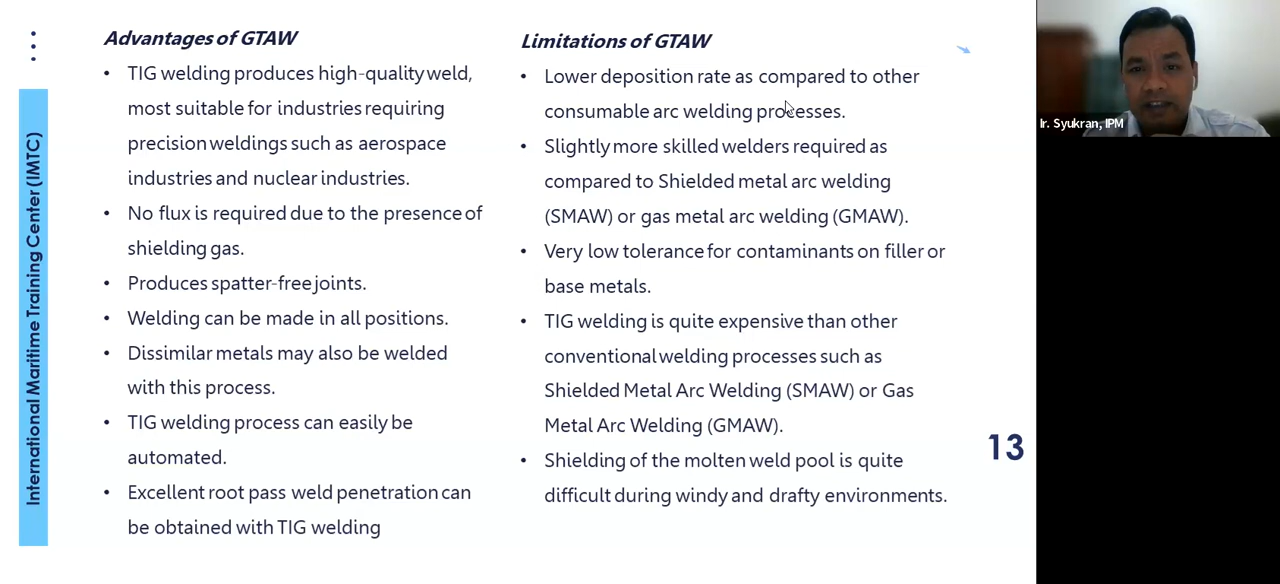 International Maritime Training Center (IMTC)
Advantages of GTAW
• TIG welding produces high-quality weld,
most suitable for industries requiring
precision weldings such as aerospace
industries and nuclear industries.
• No flux is required due to the presence of
shielding gas.
• Produces spatter-free joints.
• Welding can be made in all positions.
• Dissimilar metals may also be welded
with this process.
• TIG welding process can easily be
automated.
• Excellent root pass weld penetration can
be obtained with TIG welding
Limitations of GTAW
• Lower deposition rate as compared to other
consumable arc welding processes.
• Slightly more skilled welders required as
compared to Shielded metal arc welding
(SMAW) or gas metal arc welding (GMAW).
• Very low tolerance for contaminants on filler or
base metals.
• TIG welding is quite expensive than other
conventional welding processes such as
Shielded Metal Arc Welding (SMAW) or Gas
Metal Arc Welding (GMAW).
• Shielding of the molten weld pool is quite
difficult during windy and drafty environments.
13
Ir. Syukran, IPM